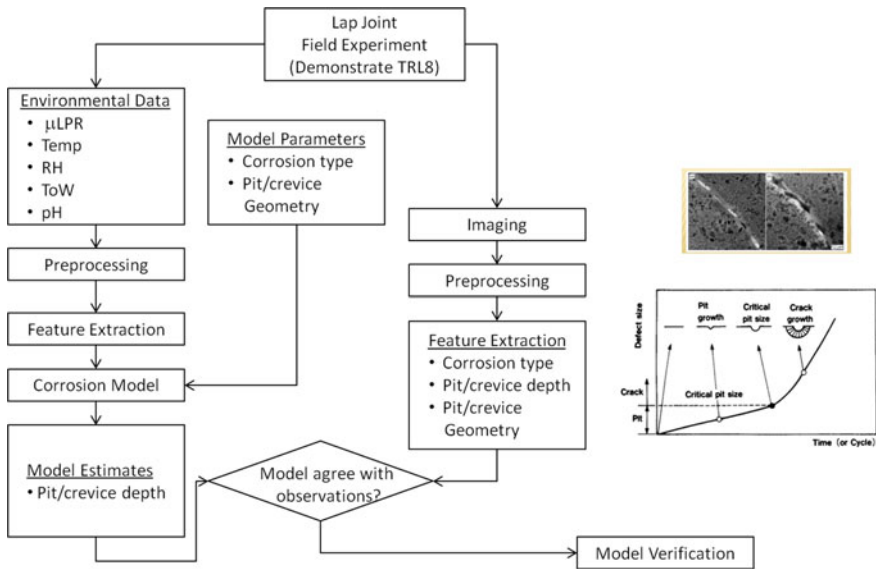 Lap Joint
Field Experiment
(Demonstrate TRL8)
Environmental Data
• μLPR
• Temp
• RH
• ToW
• pH
Model Parameters
• Corrosion type
• Pit/crevice
Geometry
Imaging
Preprocessing
Preprocessing
Feature Extraction
Feature Extraction
• Corrosion type
• Pit/crevice depth
• Pit/crevice
Geometry
Corrosion Model
Model Estimates
• Pit/crevice depth
Model agree with
observations?
Model Verification
Defect size
Pit
growth
Critical
pit size
Crack
growth
Crack
Pit
Critical pit size
Time (or Cycle)